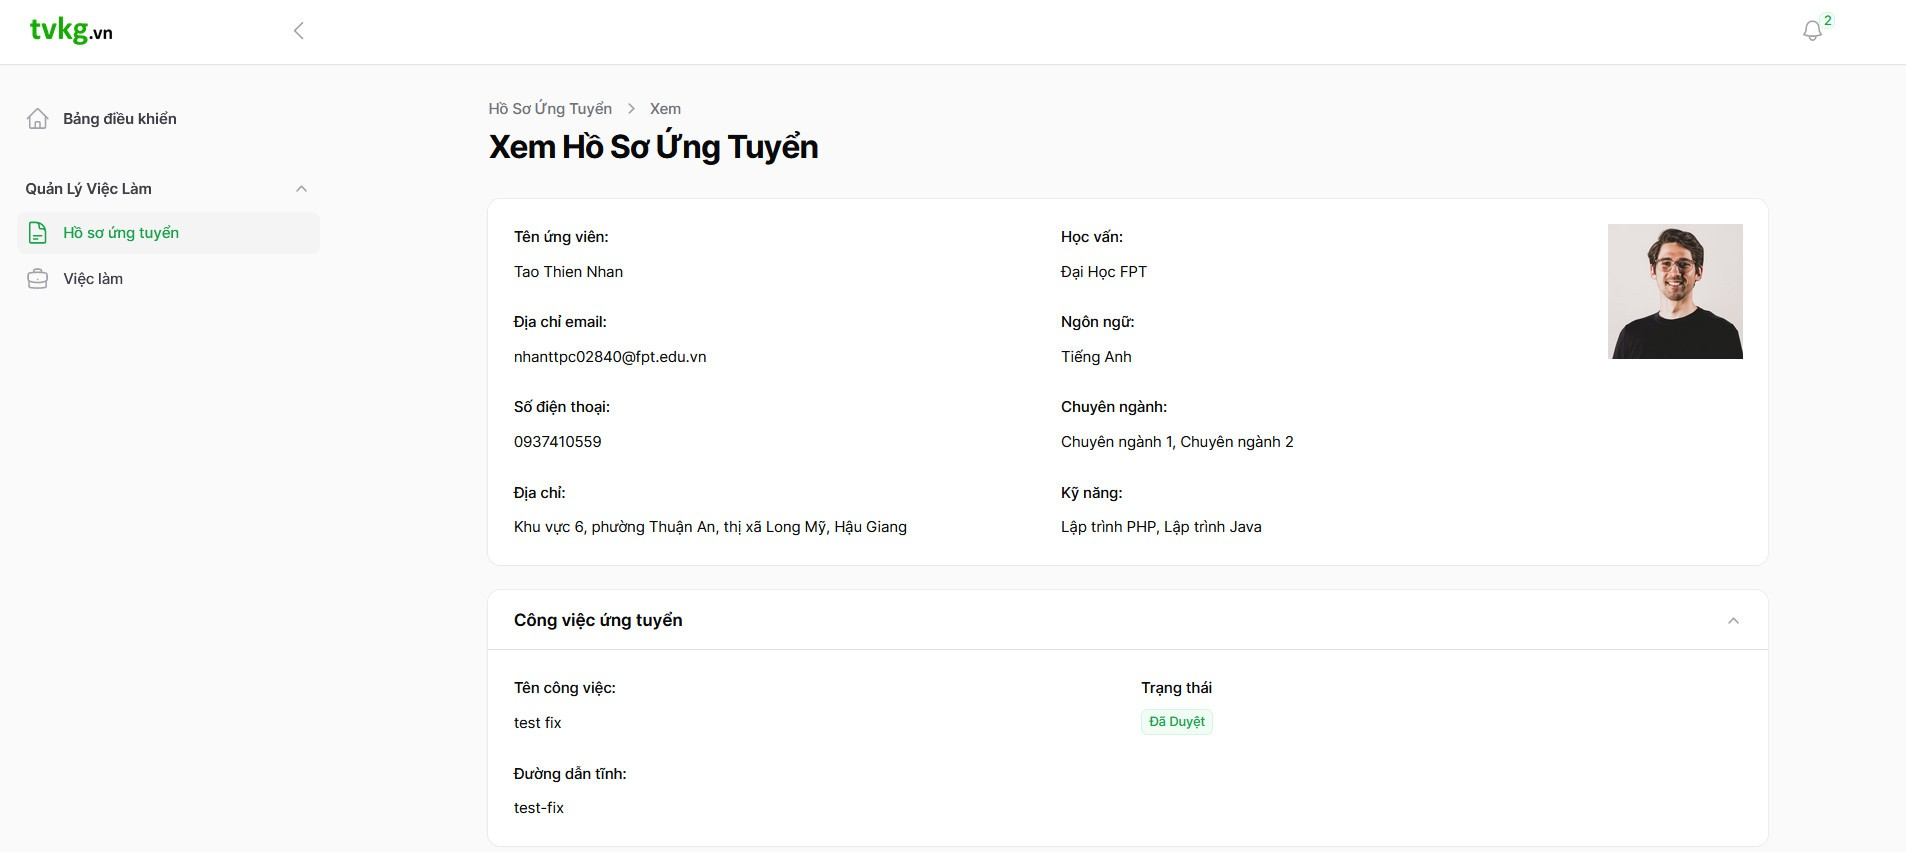 tvkg.vn
2
Bảng điều khiển
Quản Lý Việc Làm
Hồ sơ ứng tuyển
Việc làm
Hồ Sơ Ứng Tuyển > Xem
Xem Hồ Sơ Ứng Tuyển
Tên ứng viên:
Tao Thien Nhan
Địa chỉ email:
nhanttpc02840@fpt.edu.vn
Số điện thoại:
0937410559
Địa chỉ:
Khu vực 6, phường Thuận An, thị xã Long Mỹ, Hậu Giang
Học vấn:
Đại Học FPT
Ngôn ngữ:
Tiếng Anh
Chuyên ngành:
Chuyên ngành 1, Chuyên ngành 2
Kỹ năng:
Lập trình PHP, Lập trình Java
Công việc ứng tuyển
Tên công việc:
test fix
Trạng thái
Đã Duyệt
Đường dẫn tĩnh:
test-fix